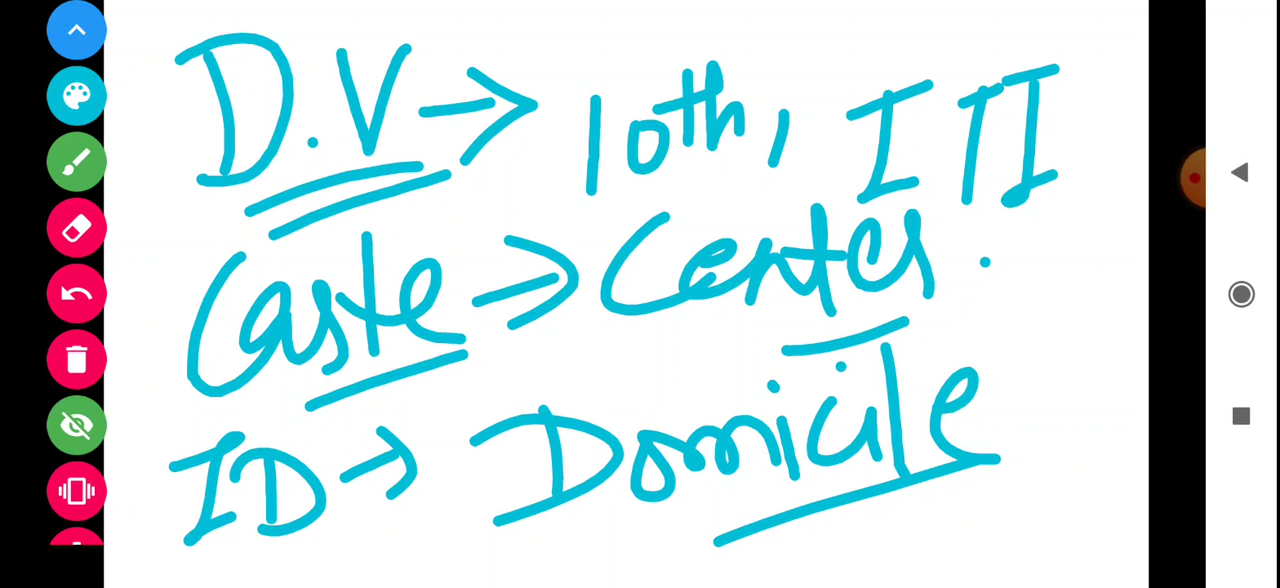 D.V → 10th, ITI
Caste → Center.
ID → Domicile